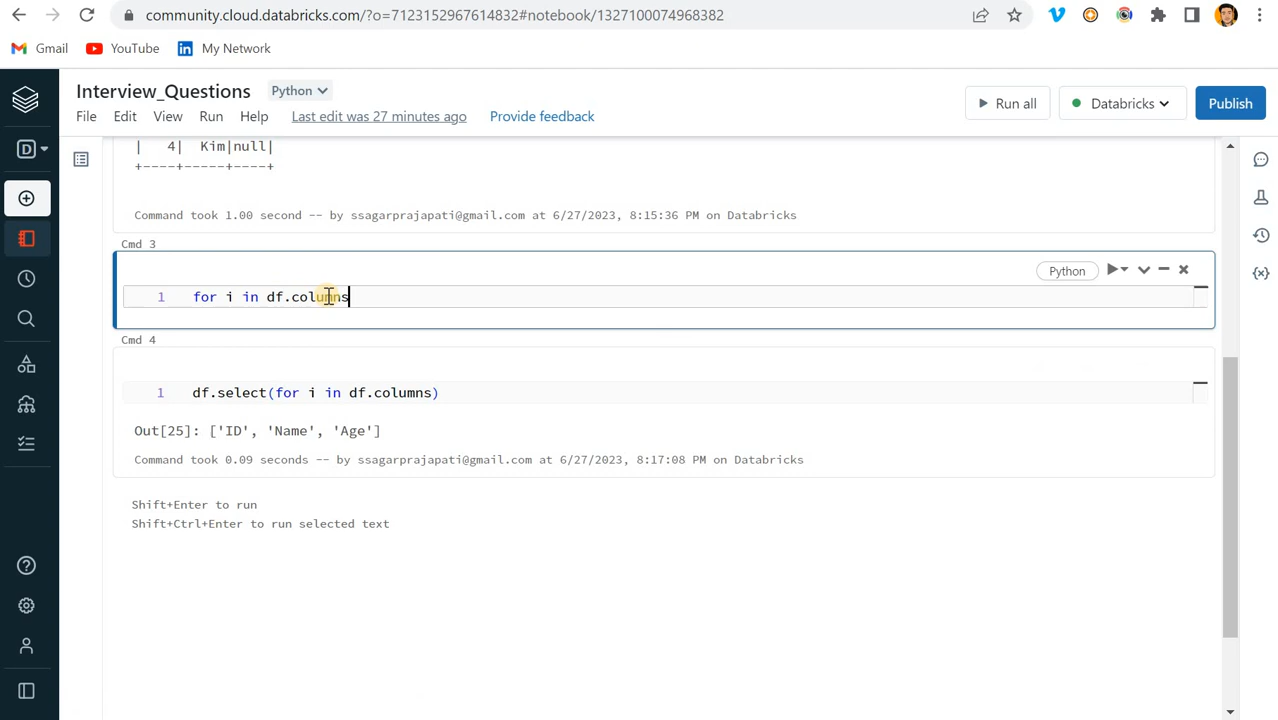 community.cloud.databricks.com/?o=7123152967614832#notebook/1327100074968382
Gmail YouTube My Network
Interview_Questions Python
File Edit View Run Help Last edit was 27 minutes ago Provide feedback
Run all Databricks Publish
D
| 4| Kim|null|
+----+-----+----+
Command took 1.00 second -- by ssagarprajapati@gmail.com at 6/27/2023, 8:15:36 PM on Databricks
Cmd 3
Python
1 for i in df.columns
Cmd 4
1 df.select(for i in df.columns)
Out[25]: ['ID', 'Name', 'Age']
Command took 0.09 seconds -- by ssagarprajapati@gmail.com at 6/27/2023, 8:17:08 PM on Databricks
Shift+Enter to run
Shift+Ctrl+Enter to run selected text